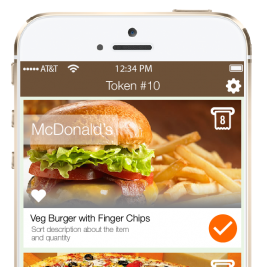 AT&T 12:34 PM
Token #10
McDonald's
8
Veg Burger with Finger Chips
Sort description about the item
and quantity